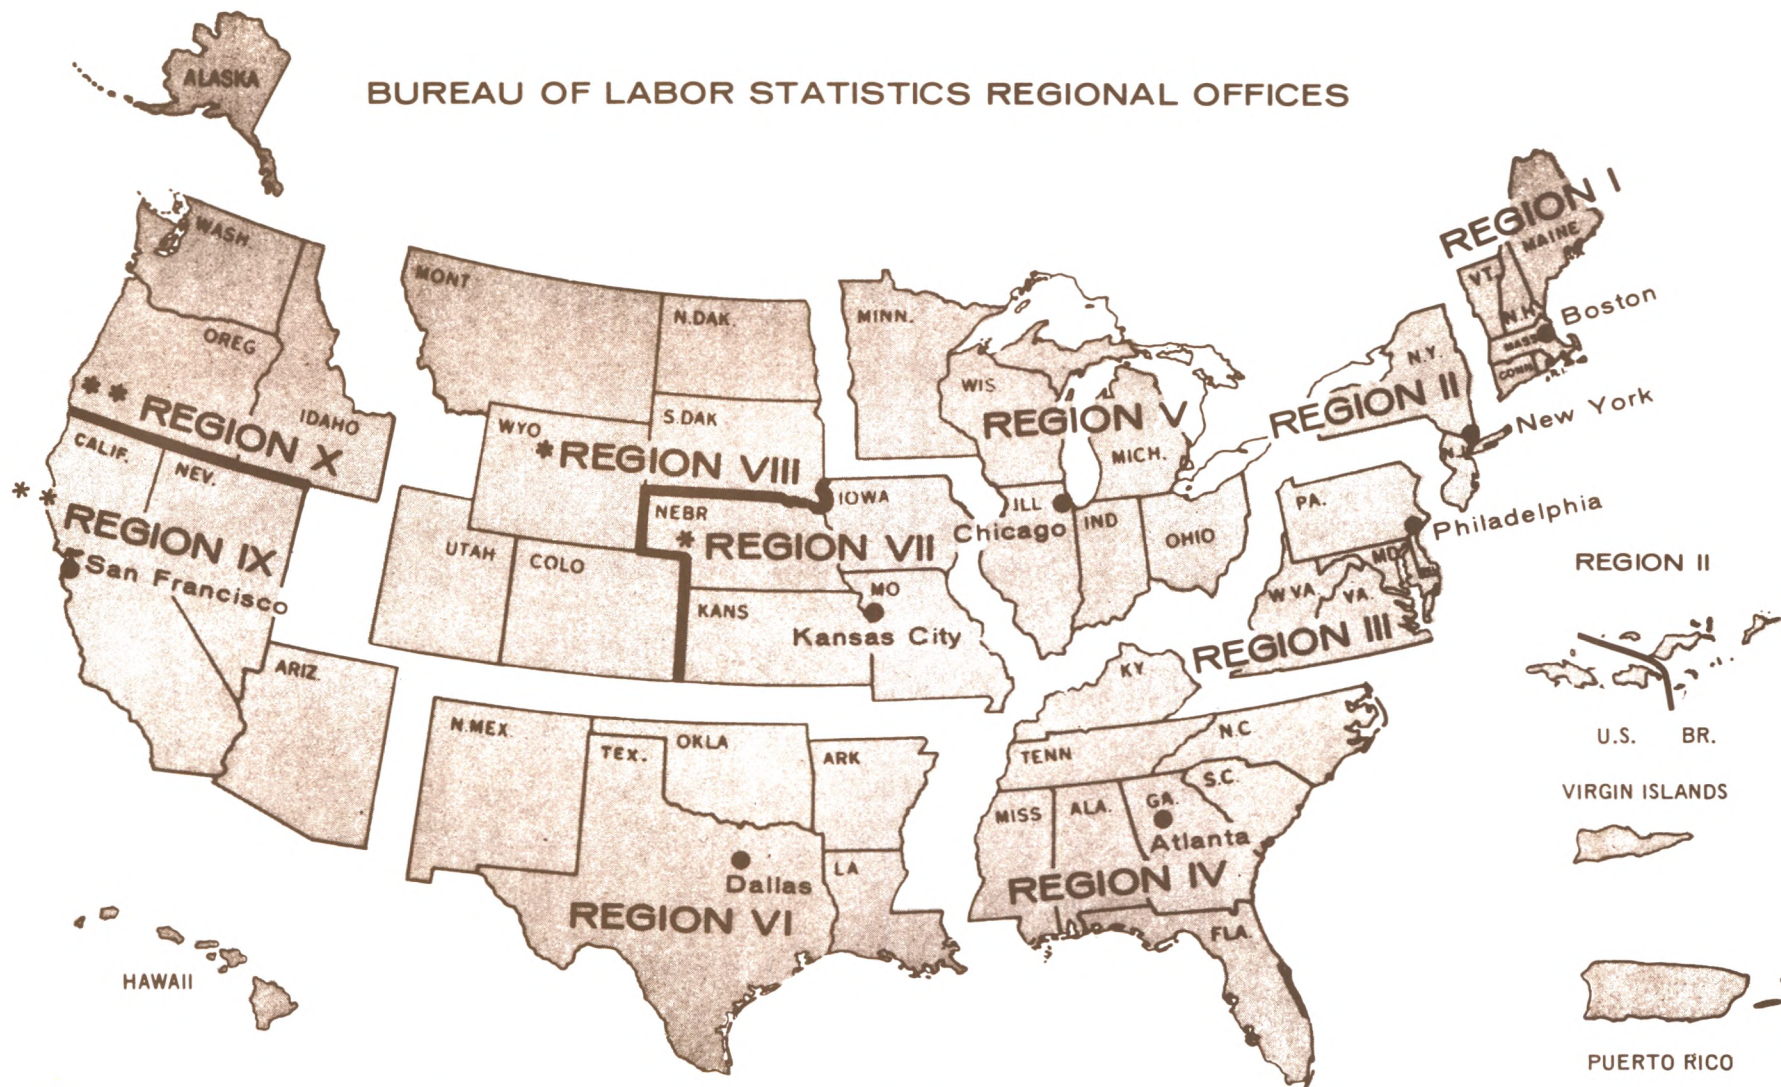 ALASKA
BUREAU OF LABOR STATISTICS REGIONAL OFFICES
REGION I
MAINE
VT.
N.H.
Boston
MASS
CONN
R.I.
WASH.
OREG
IDAHO
** REGION X
MONT
N.DAK.
S.DAK
WYO
*REGION VIII
UTAH
COLO
MINN.
WIS
REGION V
MICH.
ILL
Chicago
IND
OHIO
N.Y.
REGION II
New York
N.J.
PA.
Philadelphia
MD
W VA.
VA.
REGION III
CALIF.
NEV.
**
REGION IX
San Francisco
ARIZ.
NEBR
IOWA
* REGION VII
KANS
MO
Kansas City
REGION II
U.S. BR.
VIRGIN ISLANDS
PUERTO RICO
N.MEX
TEX.
OKLA
ARK
LA
Dallas
REGION VI
KY
TENN
N.C
S.C.
MISS
ALA.
GA.
Atlanta
REGION IV
FLA.
HAWAII